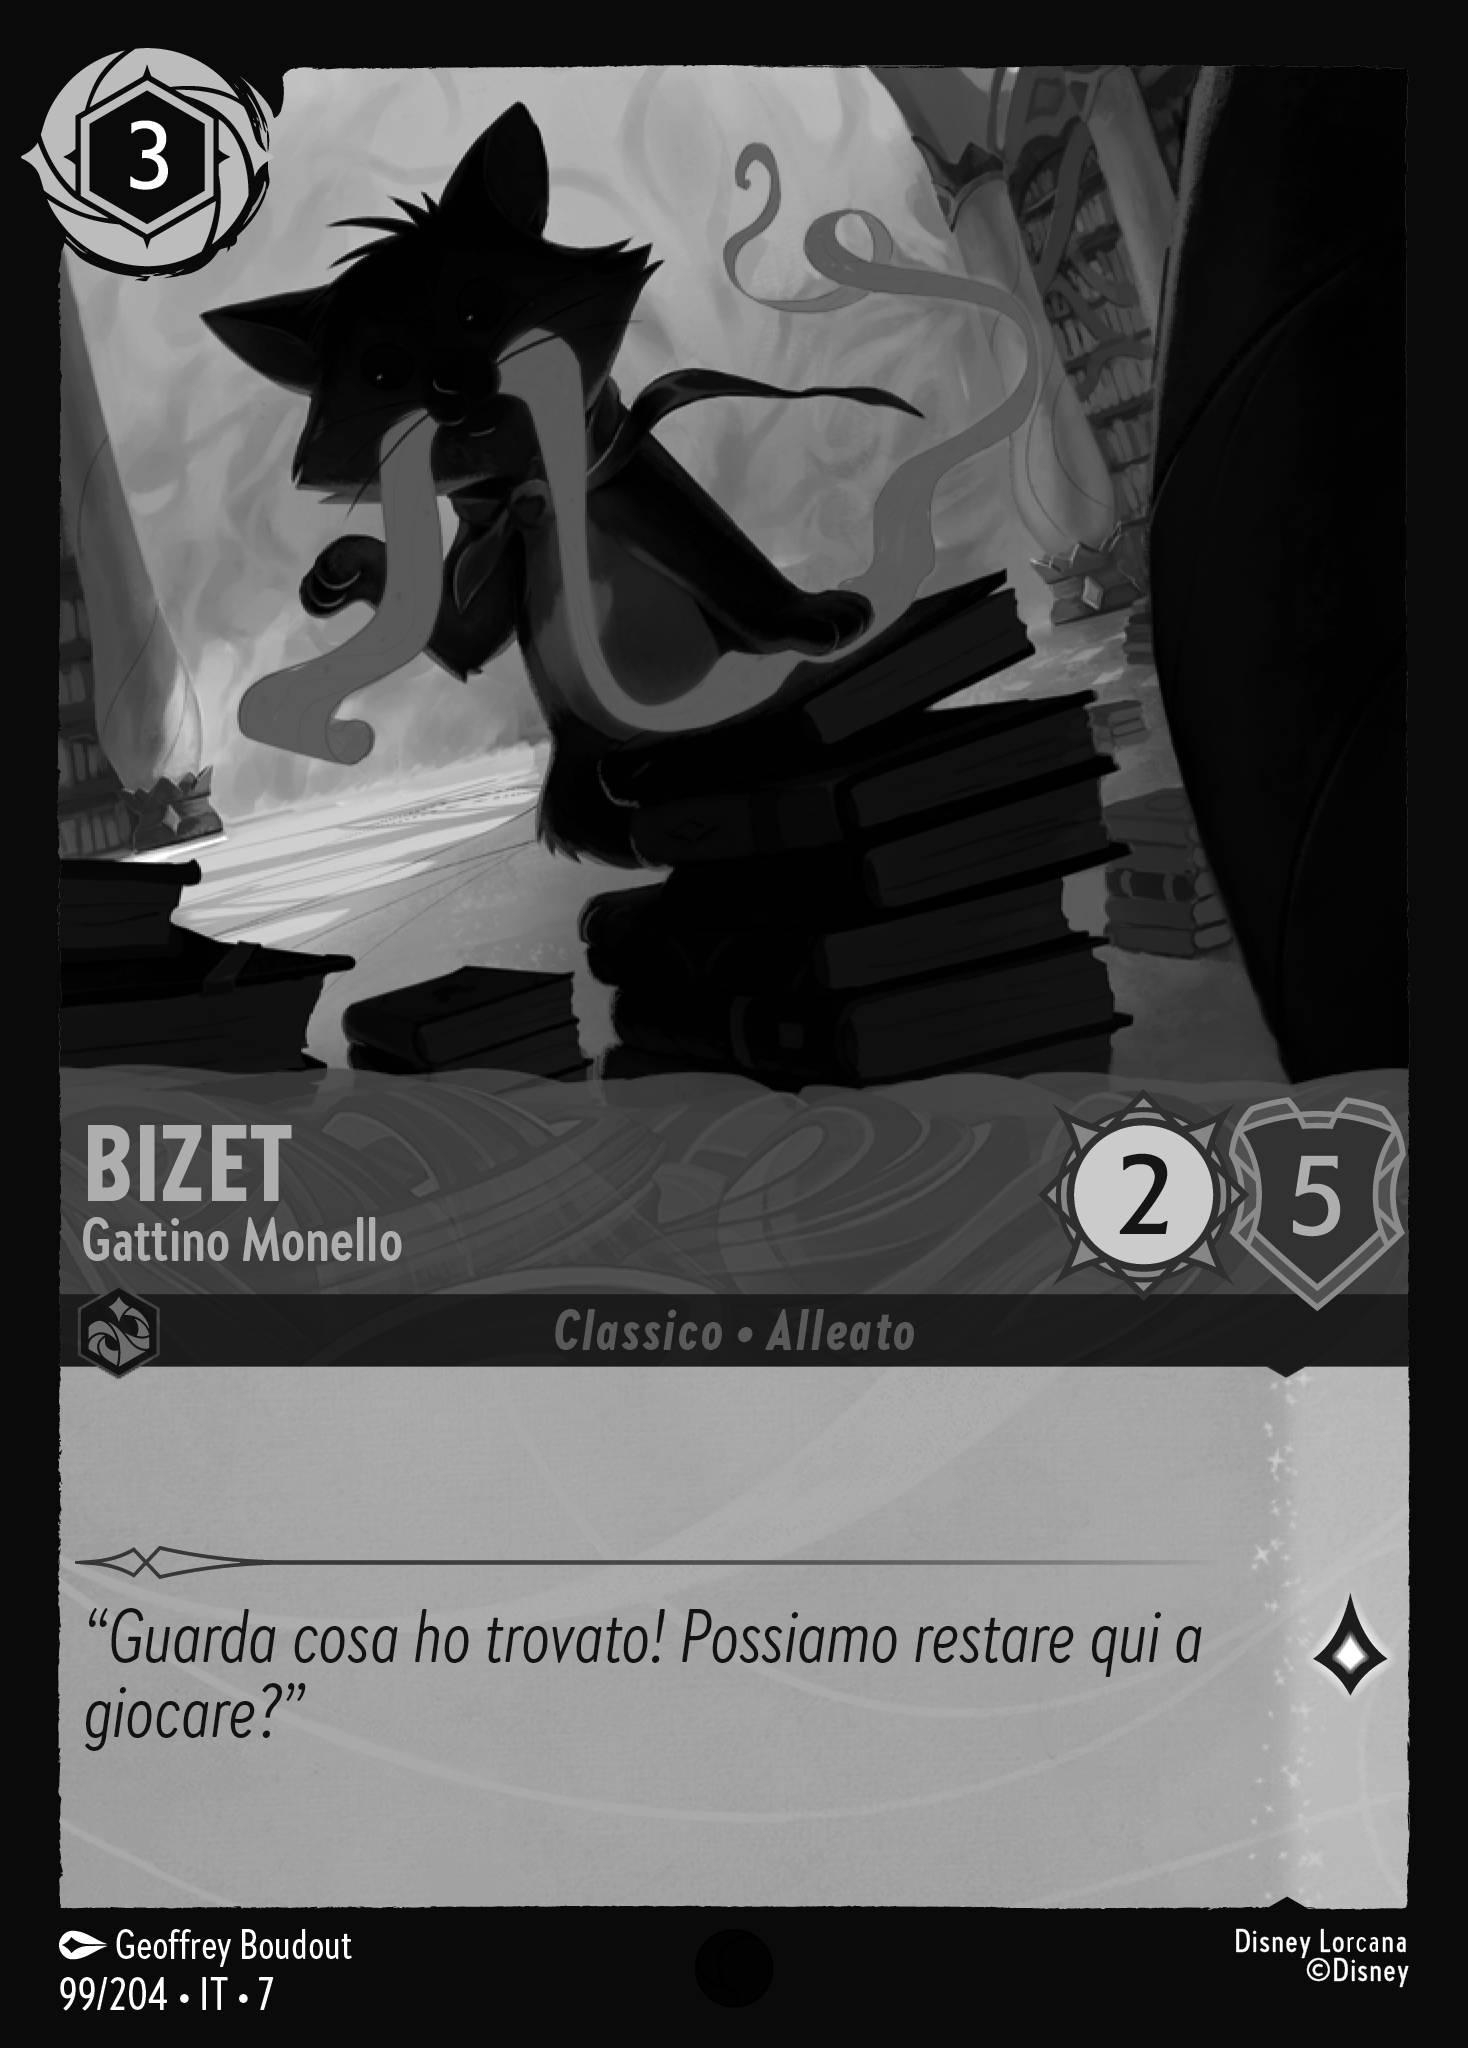 3
BIZET
Gattino Monello
2
5
Classico • Alleato
“Guarda cosa ho trovato! Possiamo restare qui a
giocare?”
Geoffrey Boudout
99/204 • IT • 7
Disney Lorcana
©Disney